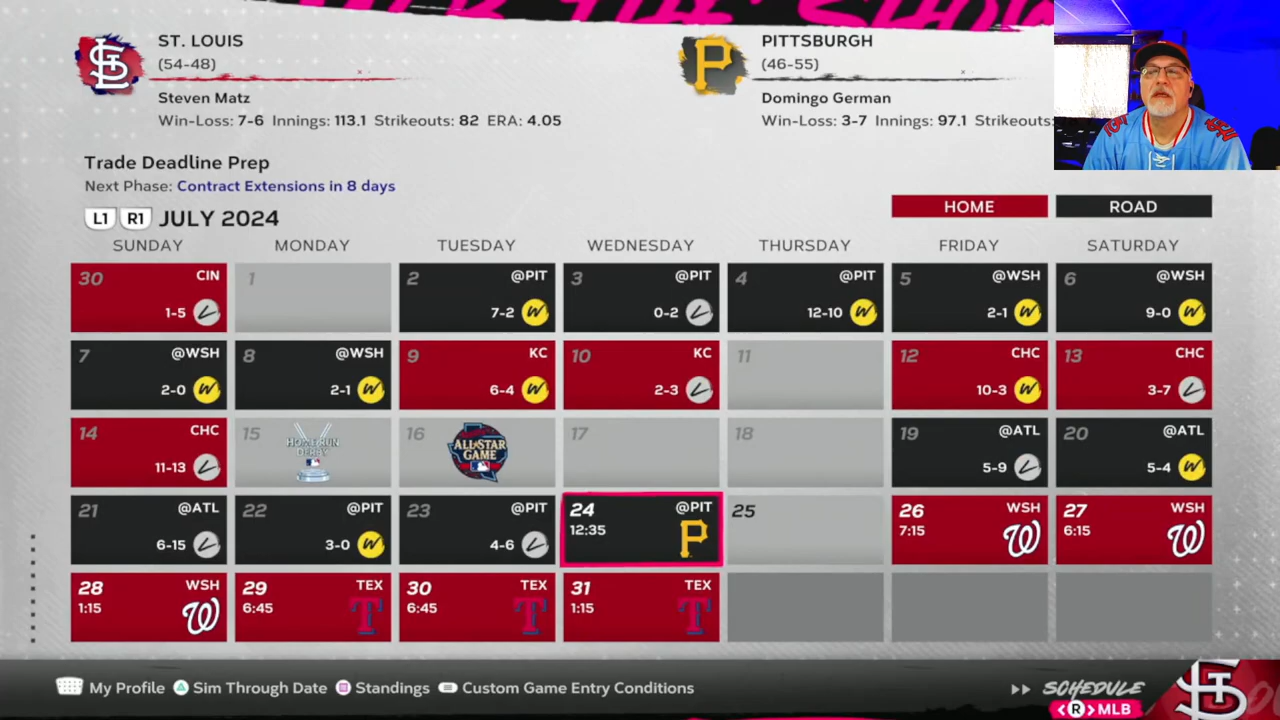 ST. LOUIS
(54-48)
Steven Matz
Win-Loss: 7-6 Innings: 113.1 Strikeouts: 82 ERA: 4.05
PITTSBURGH
(46-55)
Domingo German
Win-Loss: 3-7 Innings: 97.1 Strikeouts:
Trade Deadline Prep
Next Phase: Contract Extensions in 8 days
L1 R1 JULY 2024
HOME ROAD
SUNDAY MONDAY TUESDAY WEDNESDAY THURSDAY FRIDAY SATURDAY
30 CIN 1 2 @PIT 3 @PIT 4 @PIT 5 @WSH 6 @WSH
1-5 L 7-2 W 0-2 L 12-10 W 2-1 W 9-0 W
7 @WSH 8 @WSH 9 KC 10 KC 11 12 CHC 13 CHC
2-0 W 2-1 W 6-4 W 2-3 L 10-3 W 3-7 L
14 CHC 15 HOME RUN DERBY 16 ALL-STAR GAME 17 18 19 @ATL 20 @ATL
11-13 L 5-9 L 5-4 W
21 @ATL 22 @PIT 23 @PIT 24 @PIT 25 26 WSH 27 WSH
6-15 L 3-0 W 4-6 L 12:35 P 7:15 W 6:15 W
28 WSH 29 TEX 30 TEX 31 TEX
1:15 W 6:45 T 6:45 T 1:15 T
My Profile Sim Through Date Standings Custom Game Entry Conditions
SCHEDULE
<R> MLB